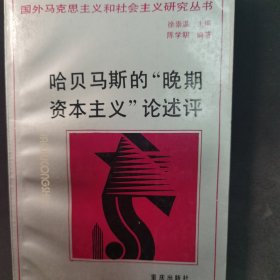 国外马克思主义和社会主义研究丛书
徐崇温 主编
陈学明 编著
哈贝马斯的“晚期
资本主义”论述评
重庆出版社